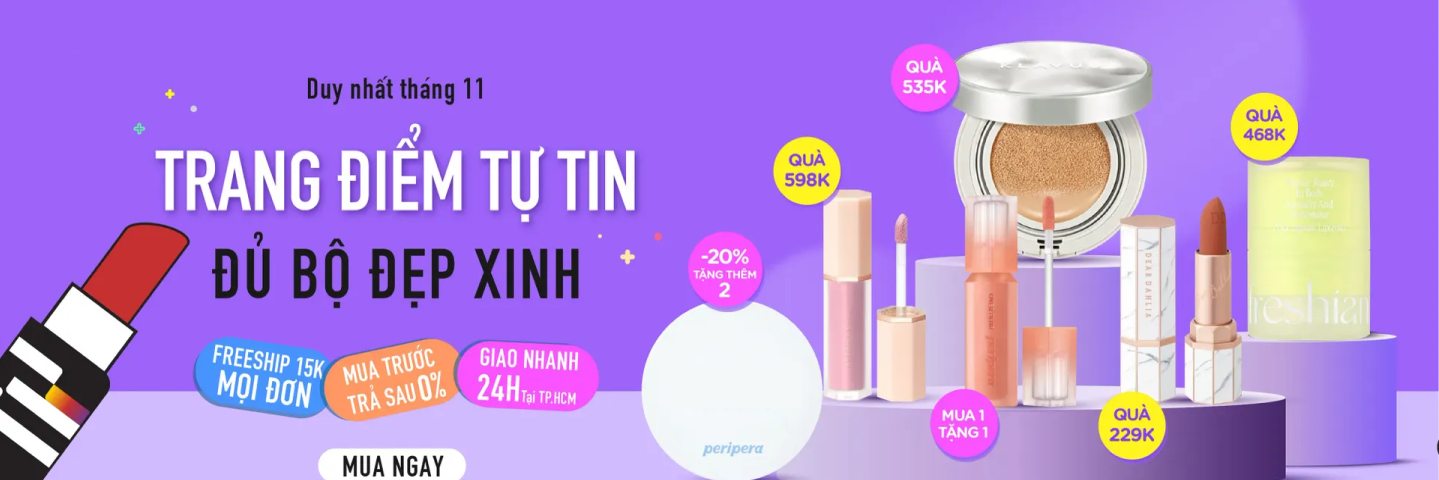 Duy nhất tháng 11
TRANG ĐIỂM TỰ TIN
ĐỦ BỘ ĐẸP XINH
FREESHIP 15K
MỌI ĐƠN
MUA TRƯỚC
TRẢ SAU 0%
GIAO NHANH
24H Tại TP.HCM
MUA NGAY
-20%
TẶNG THÊM
2
peripera
QUÀ
598K
QUÀ
535K
KLAVUU
MUA 1
TẶNG 1
QUÀ
229K
DEAR DAHLIA
QUÀ
468K
freshian